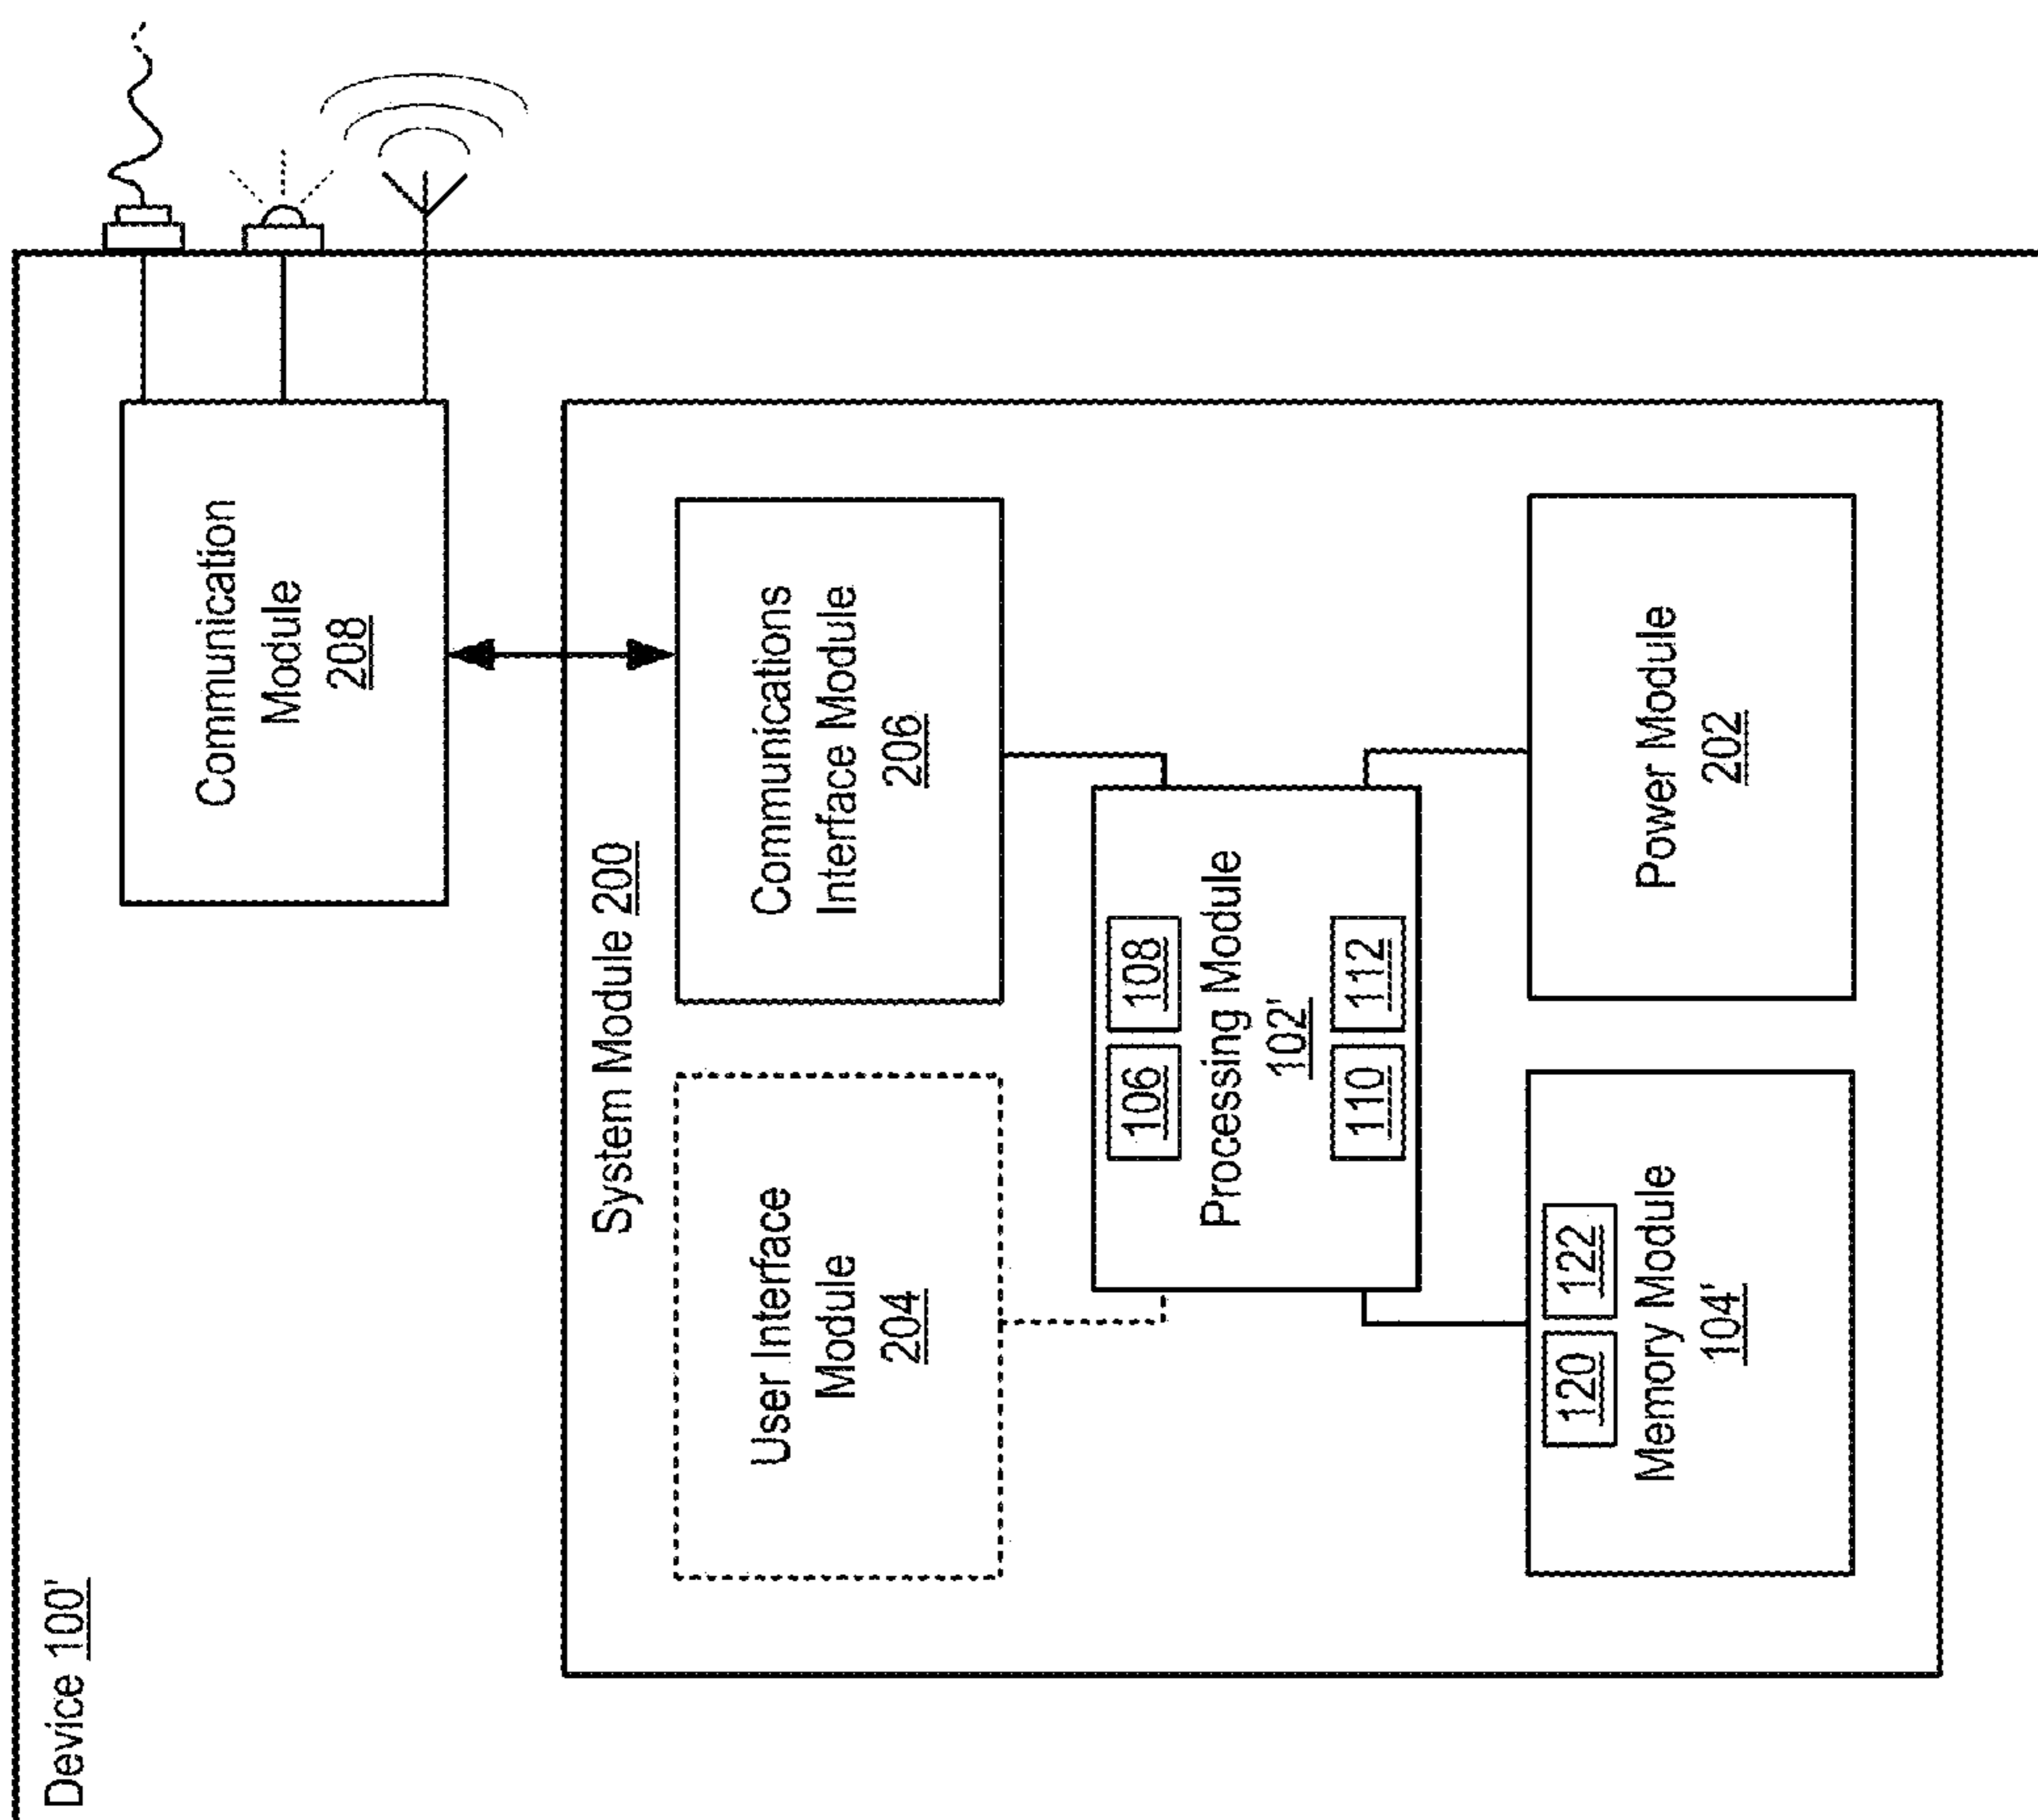 Device 100'
Communication
Module
208
System Module 200
User Interface
Module
204
Communications
Interface Module
206
106 108
Processing Module
102'
110 112
120 122
Memory Module
104'
Power Module
202